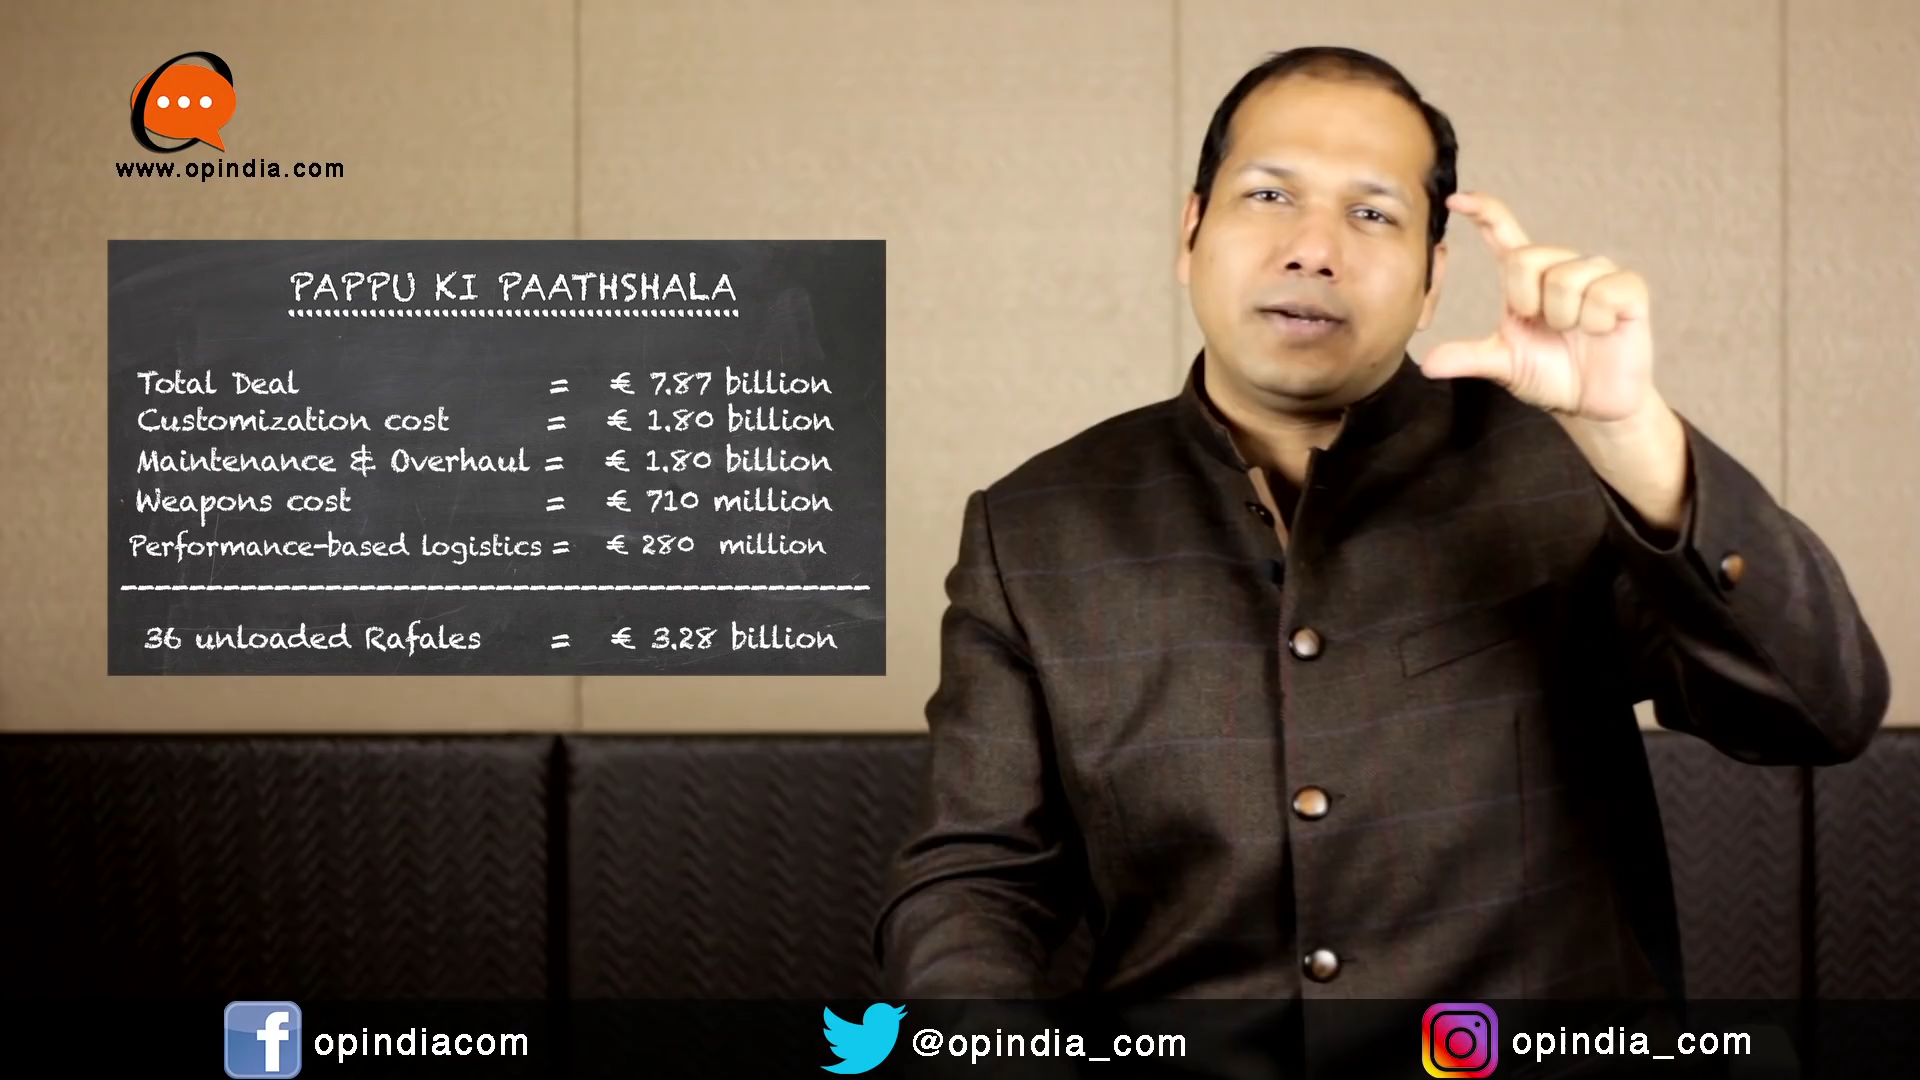 www.opindia.com
PAPPU KI PAATHSHALA
Total Deal = € 7.87 billion
Customization cost = € 1.80 billion
Maintenance & Overhaul = € 1.80 billion
Weapons cost = € 710 million
Performance-based logistics = € 280 million
36 unloaded Rafales = € 3.28 billion
opindiacom
@opindia_com
opindia_com